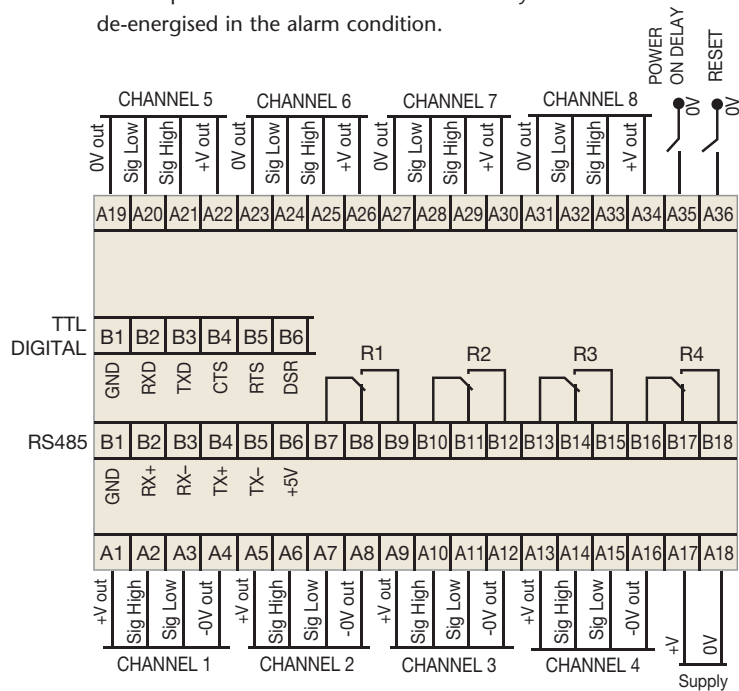 de-energised in the alarm condition.
POWER
ON DELAY
RESET
0V
0V
CHANNEL 5
CHANNEL 6
CHANNEL 7
CHANNEL 8
0V out
Sig Low
Sig High
+V out
0V out
Sig Low
Sig High
+V out
0V out
Sig Low
Sig High
+V out
0V out
Sig Low
Sig High
+V out
A19 A20 A21 A22 A23 A24 A25 A26 A27 A28 A29 A30 A31 A32 A33 A34 A35 A36
TTL
DIGITAL
B1 B2 B3 B4 B5 B6
GND
RXD
TXD
CTS
RTS
DSR
R1
R2
R3
R4
RS485
B1 B2 B3 B4 B5 B6 B7 B8 B9 B10 B11 B12 B13 B14 B15 B16 B17 B18
GND
RX+
RX–
TX+
TX–
+5V
A1 A2 A3 A4 A5 A6 A7 A8 A9 A10 A11 A12 A13 A14 A15 A16 A17 A18
+V out
Sig High
Sig Low
-0V out
+V out
Sig High
Sig Low
-0V out
+V out
Sig High
Sig Low
-0V out
+V out
Sig High
Sig Low
-0V out
+V
0V
CHANNEL 1
CHANNEL 2
CHANNEL 3
CHANNEL 4
Supply